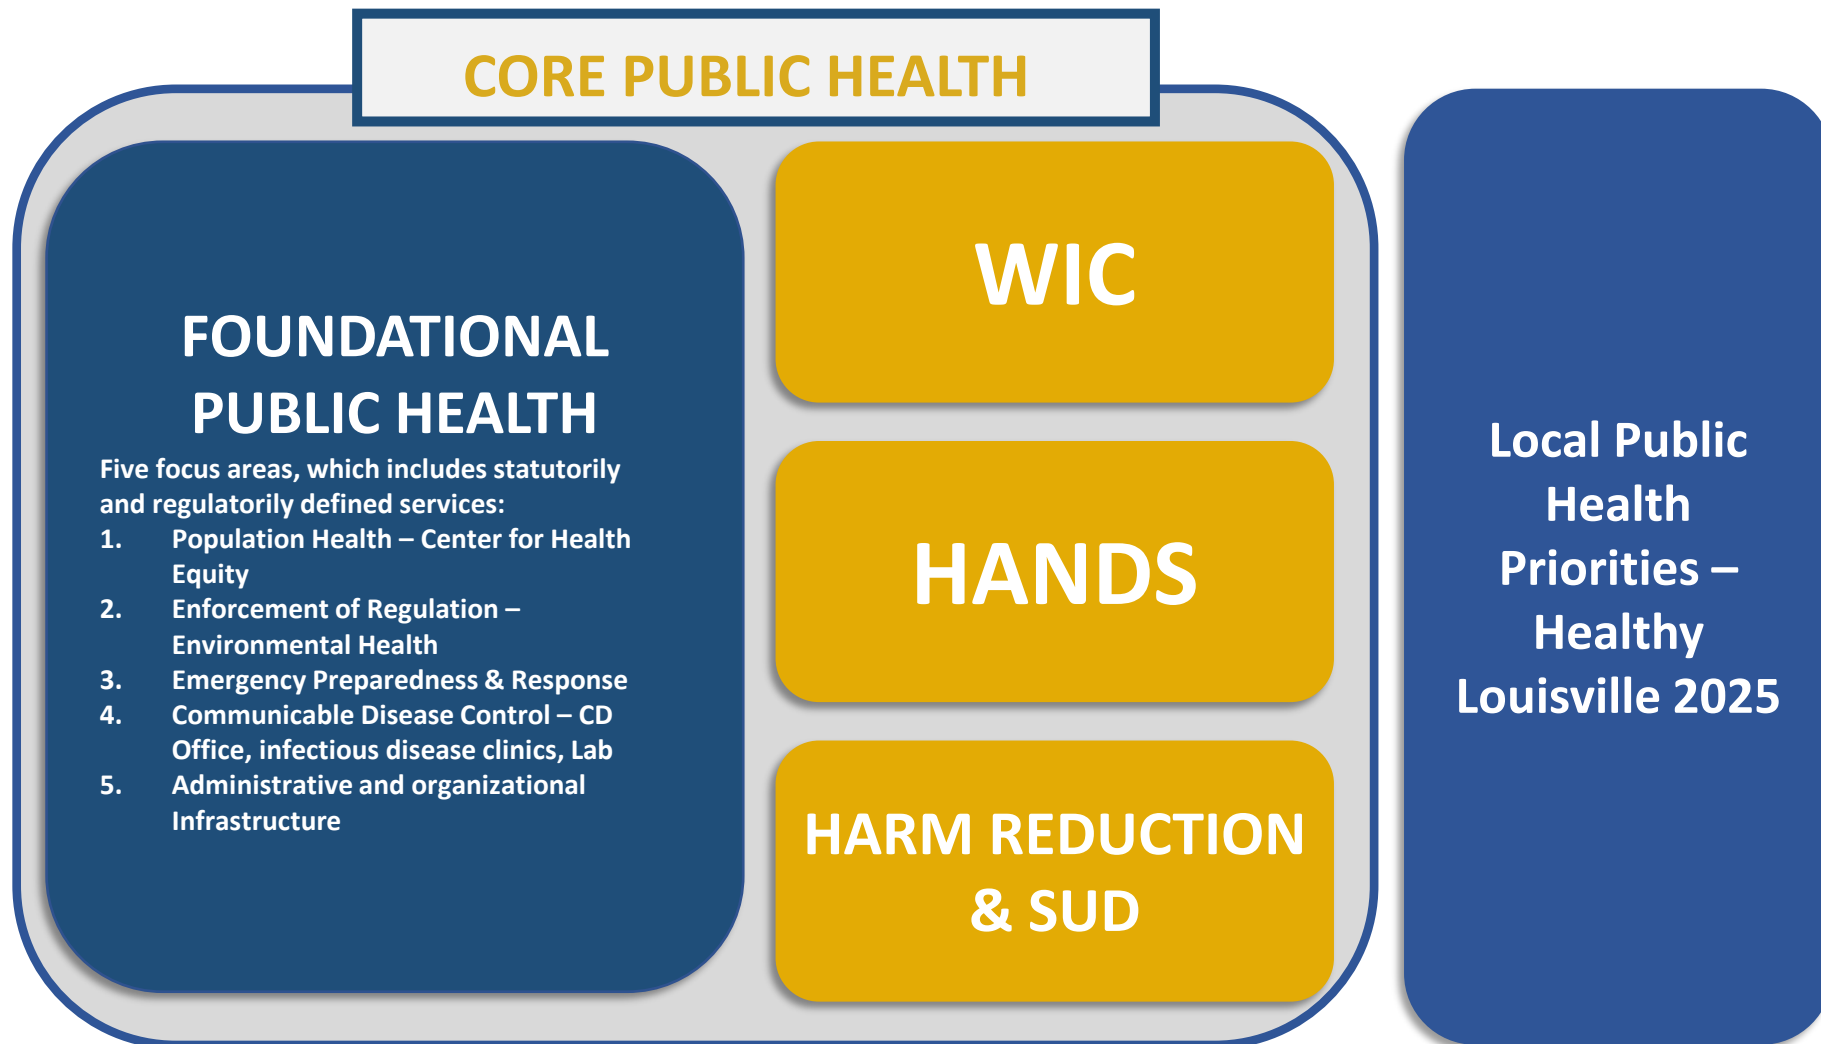 CORE PUBLIC HEALTH
FOUNDATIONAL
PUBLIC HEALTH
Five focus areas, which includes statutorily
and regulatorily defined services:
1. Population Health – Center for Health
Equity
2. Enforcement of Regulation –
Environmental Health
3. Emergency Preparedness & Response
4. Communicable Disease Control – CD
Office, infectious disease clinics, Lab
5. Administrative and organizational
Infrastructure
WIC
HANDS
HARM REDUCTION
& SUD
Local Public
Health
Priorities –
Healthy
Louisville 2025